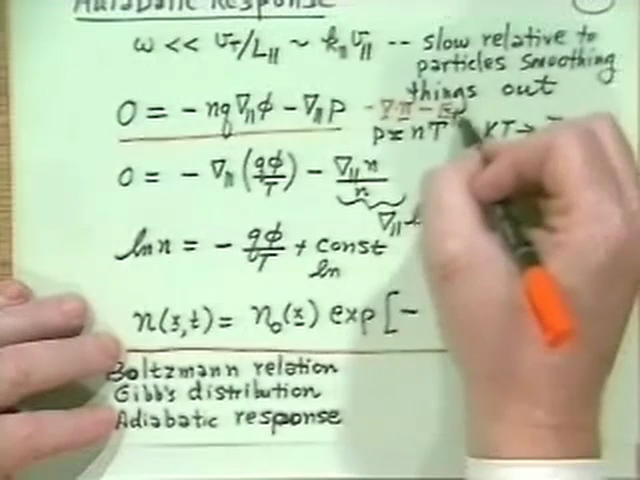 Adiabatic Response
ω << v_T/L_∥ ~ k_∥ v_∥ -- slow relative to
particles smoothing
things out
0 = - nq∇_∥φ - ∇_∥p - ∇·Π -
p = nT KT →
0 = - ∇_∥(qφ/T) - ∇_∥n/n
∇_∥
ln n = - qφ/T + const
ln
n(x,t) = n_0(x) exp[-
Boltzmann relation
Gibb's distribution
Adiabatic response